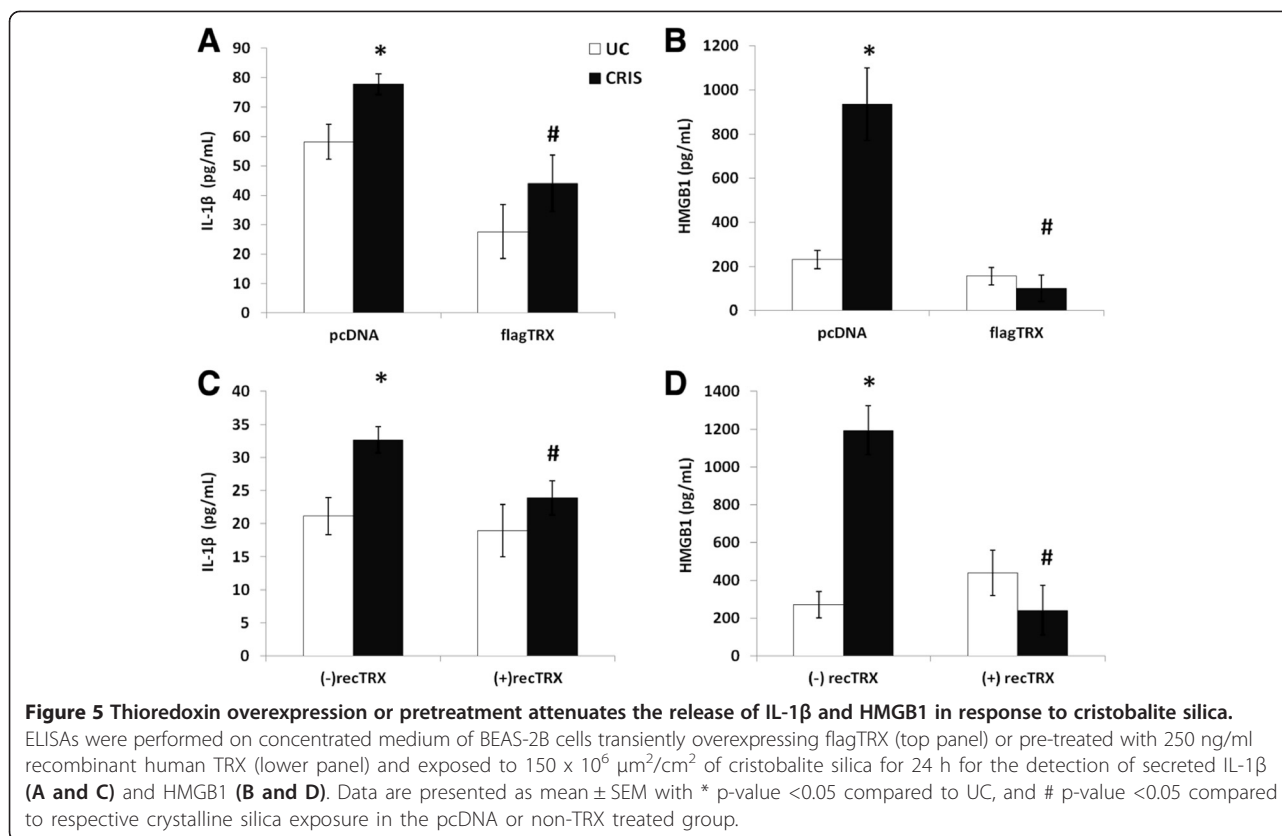 A
IL-1β (pg/mL)
90
80
70
60
50
40
30
20
10
0
*
#
pcDNA
flagTRX
UC
CRIS
B
HMGB1 (pg/mL)
1200
1000
800
600
400
200
0
*
#
pcDNA
flagTRX
C
IL-1β (pg/mL)
40
35
30
25
20
15
10
5
0
*
#
(-)recTRX
(+)recTRX
D
HMGB1 (pg/mL)
1400
1200
1000
800
600
400
200
0
*
#
(-) recTRX
(+) recTRX
Figure 5 Thioredoxin overexpression or pretreatment attenuates the release of IL-1β and HMGB1 in response to cristobalite silica.
ELISAs were performed on concentrated medium of BEAS-2B cells transiently overexpressing flagTRX (top panel) or pre-treated with 250 ng/ml
recombinant human TRX (lower panel) and exposed to 150 x 10⁶ μm²/cm² of cristobalite silica for 24 h for the detection of secreted IL-1β
(A and C) and HMGB1 (B and D). Data are presented as mean ± SEM with * p-value <0.05 compared to UC, and # p-value <0.05 compared
to respective crystalline silica exposure in the pcDNA or non-TRX treated group.